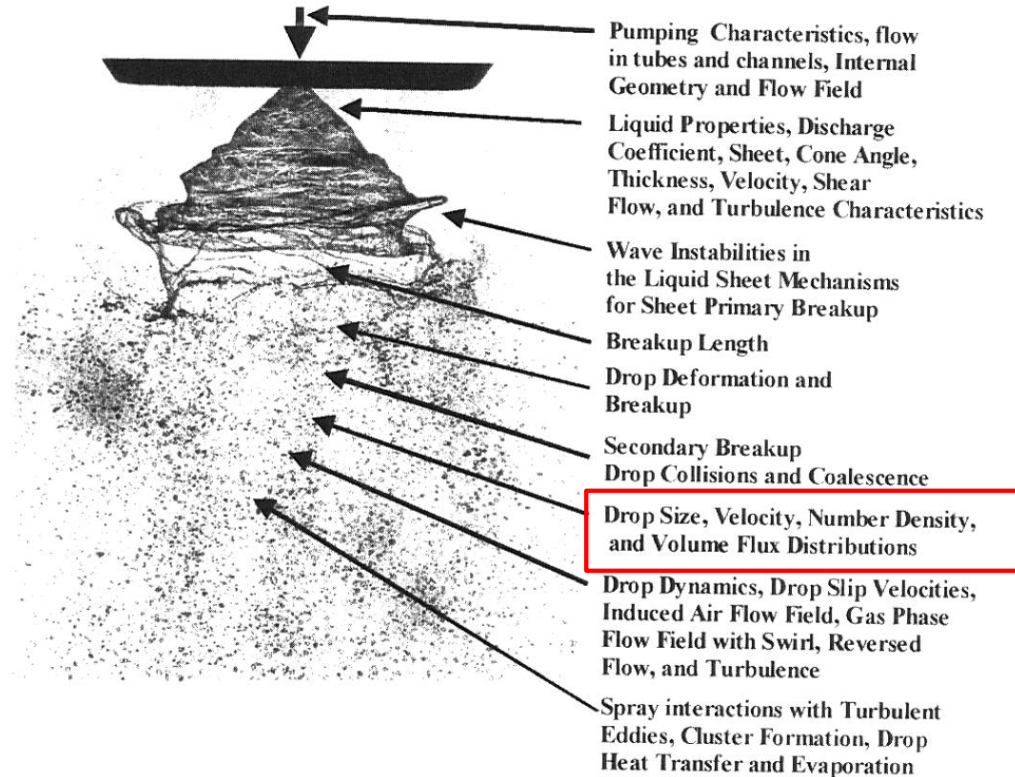 Pumping Characteristics, flow
in tubes and channels, Internal
Geometry and Flow Field
Liquid Properties, Discharge
Coefficient, Sheet, Cone Angle,
Thickness, Velocity, Shear
Flow, and Turbulence Characteristics
Wave Instabilities in
the Liquid Sheet Mechanisms
for Sheet Primary Breakup
Breakup Length
Drop Deformation and
Breakup
Secondary Breakup
Drop Collisions and Coalescence
Drop Size, Velocity, Number Density,
and Volume Flux Distributions
Drop Dynamics, Drop Slip Velocities,
Induced Air Flow Field, Gas Phase
Flow Field with Swirl, Reversed
Flow, and Turbulence
Spray interactions with Turbulent
Eddies, Cluster Formation, Drop
Heat Transfer and Evaporation